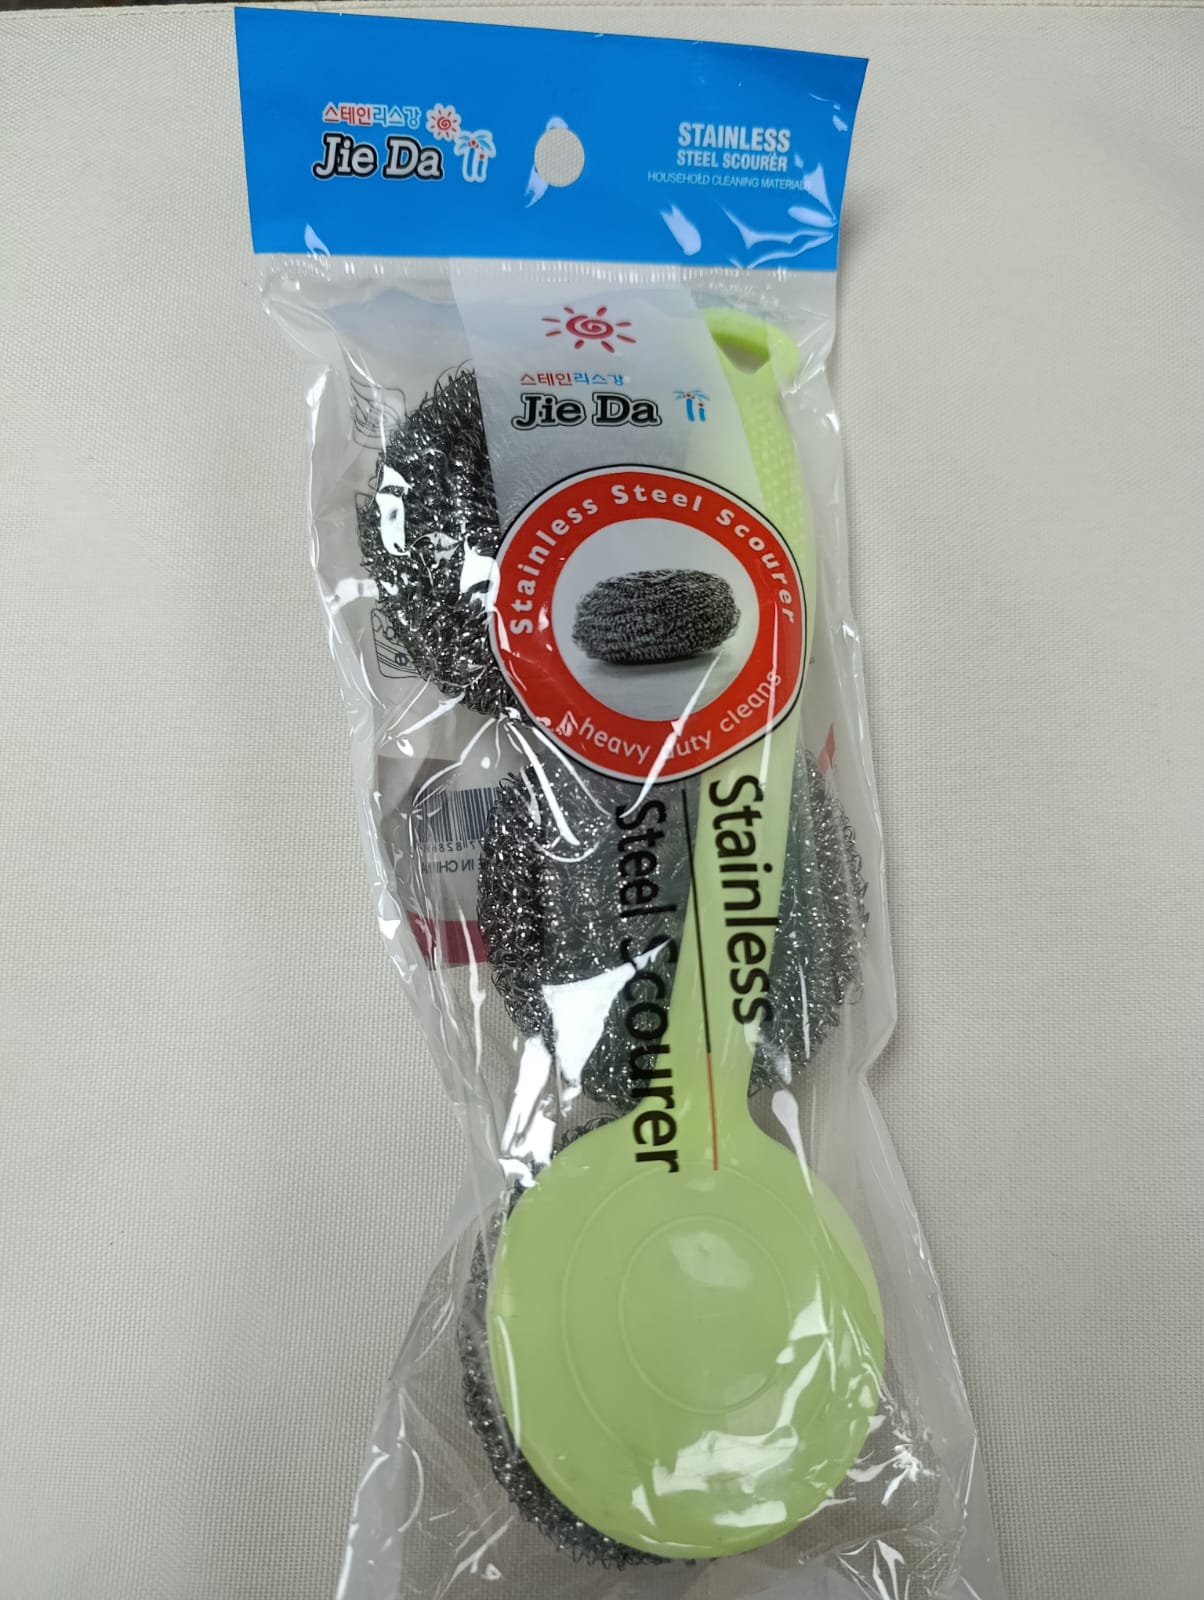 스테인리스강
Jie Da
STAINLESS
STEEL SCOURER
HOUSEHOLD CLEANING MATERIALS
스테인리스강
Jie Da
Stainless Steel Scourer
heavy duty cleans
Stainless
Steel Scourer